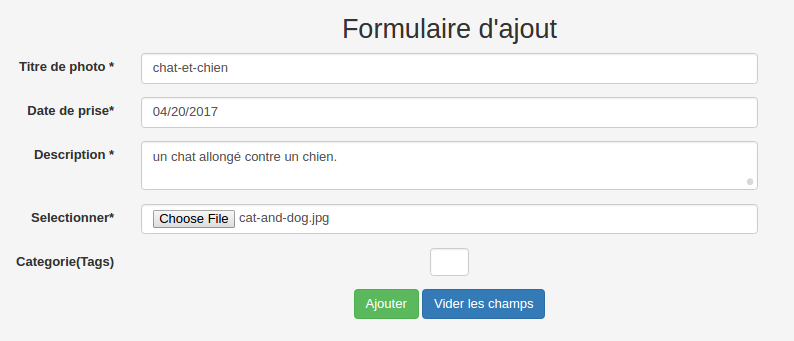 Formulaire d'ajout
Titre de photo * chat-et-chien
Date de prise* 04/20/2017
Description * un chat allongé contre un chien.
Selectionner* Choose File cat-and-dog.jpg
Categorie(Tags)
Ajouter Vider les champs